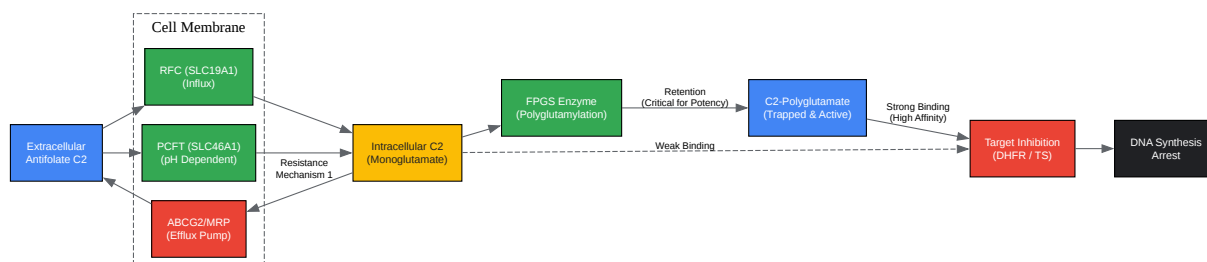 Cell Membrane
RFC (SLC19A1)
(Influx)
Extracellular
Antifolate C2
PCFT (SLC46A1)
(pH Dependent)
ABCG2/MRP
(Efflux Pump)
Resistance
Mechanism 1
Intracellular C2
(Monoglutamate)
FPGS Enzyme
(Polyglutamylation)
Retention
(Critical for Potency)
C2-Polyglutamate
(Trapped & Active)
Strong Binding
(High Affinity)
Weak Binding
Target Inhibition
(DHFR / TS)
DNA Synthesis
Arrest